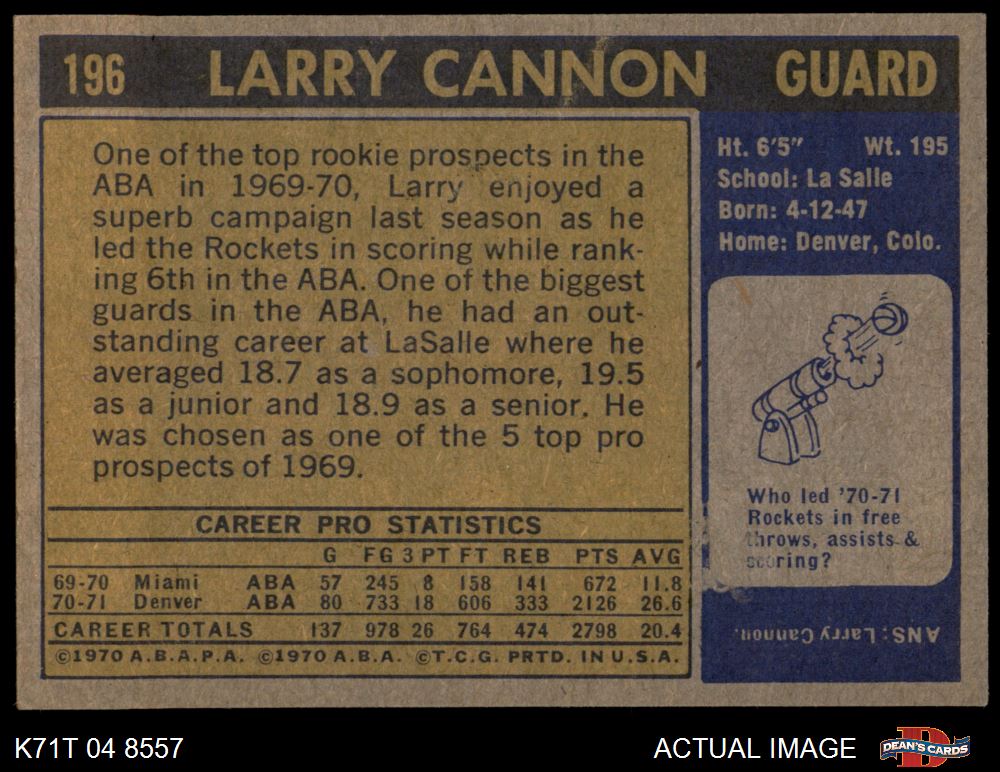 196 LARRY CANNON GUARD
One of the top rookie prospects in the
ABA in 1969-70, Larry enjoyed a
superb campaign last season as he
led the Rockets in scoring while rank-
ing 6th in the ABA. One of the biggest
guards in the ABA, he had an out-
standing career at LaSalle where he
averaged 18.7 as a sophomore, 19.5
as a junior and 18.9 as a senior. He
was chosen as one of the 5 top pro
prospects of 1969.
CAREER PRO STATISTICS
G FG 3 PT FT REB PTS AVG
69-70 Miami ABA 57 245 8 158 141 672 11.8
70-71 Denver ABA 80 733 18 606 333 2126 26.6
CAREER TOTALS 137 978 26 764 474 2798 20.4
©1970 A.B.A.P.A. ©1970 A.B.A. ©T.C.G. PRTD. IN U.S.A.
Ht. 6'5" Wt. 195
School: La Salle
Born: 4-12-47
Home: Denver, Colo.
Who led '70-71
Rockets in free
throws, assists &
scoring?
ANS: Larry Cannon.
K71T 04 8557
ACTUAL IMAGE
D
DEAN'S CARDS